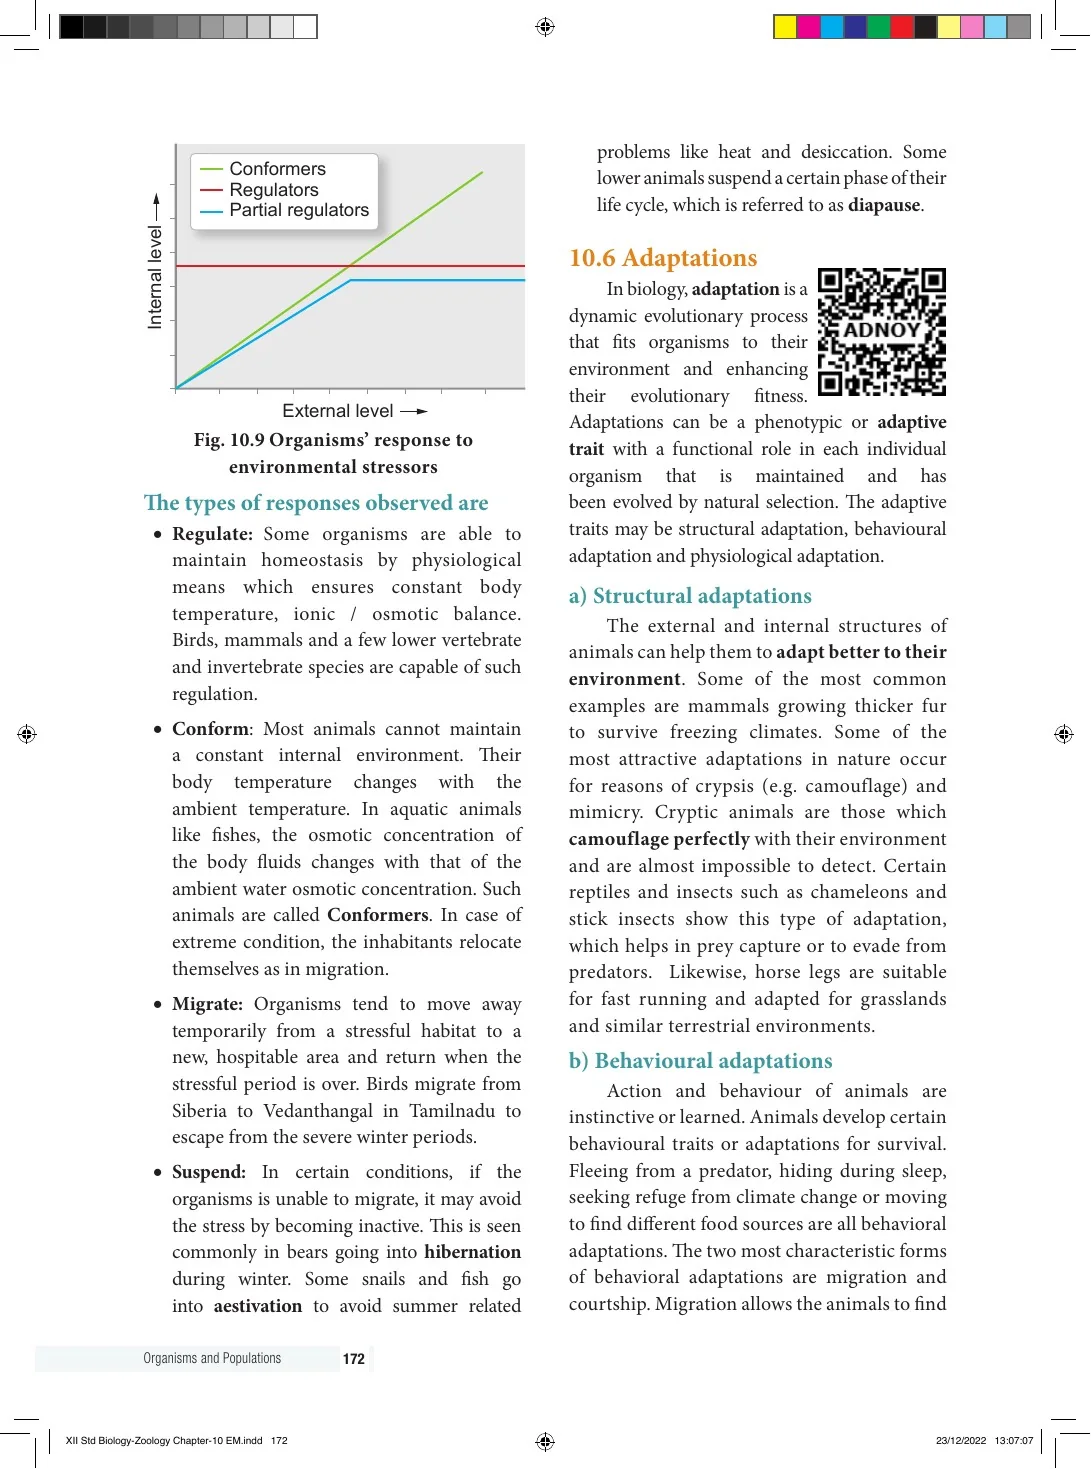 Conformers
Regulators
Partial regulators
Internal level
External level
Fig. 10.9 Organisms’ response to
environmental stressors
The types of responses observed are
• Regulate: Some organisms are able to
maintain homeostasis by physiological
means which ensures constant body
temperature, ionic / osmotic balance.
Birds, mammals and a few lower vertebrate
and invertebrate species are capable of such
regulation.
• Conform: Most animals cannot maintain
a constant internal environment. Their
body temperature changes with the
ambient temperature. In aquatic animals
like fishes, the osmotic concentration of
the body fluids changes with that of the
ambient water osmotic concentration. Such
animals are called Conformers. In case of
extreme condition, the inhabitants relocate
themselves as in migration.
• Migrate: Organisms tend to move away
temporarily from a stressful habitat to a
new, hospitable area and return when the
stressful period is over. Birds migrate from
Siberia to Vedanthangal in Tamilnadu to
escape from the severe winter periods.
• Suspend: In certain conditions, if the
organisms is unable to migrate, it may avoid
the stress by becoming inactive. This is seen
commonly in bears going into hibernation
during winter. Some snails and fish go
into aestivation to avoid summer related
problems like heat and desiccation. Some
lower animals suspend a certain phase of their
life cycle, which is referred to as diapause.
10.6 Adaptations
In biology, adaptation is a
dynamic evolutionary process
that fits organisms to their
environment and enhancing
their evolutionary fitness.
ADNOY
Adaptations can be a phenotypic or adaptive
trait with a functional role in each individual
organism that is maintained and has
been evolved by natural selection. The adaptive
traits may be structural adaptation, behavioural
adaptation and physiological adaptation.
a) Structural adaptations
The external and internal structures of
animals can help them to adapt better to their
environment. Some of the most common
examples are mammals growing thicker fur
to survive freezing climates. Some of the
most attractive adaptations in nature occur
for reasons of crypsis (e.g. camouflage) and
mimicry. Cryptic animals are those which
camouflage perfectly with their environment
and are almost impossible to detect. Certain
reptiles and insects such as chameleons and
stick insects show this type of adaptation,
which helps in prey capture or to evade from
predators. Likewise, horse legs are suitable
for fast running and adapted for grasslands
and similar terrestrial environments.
b) Behavioural adaptations
Action and behaviour of animals are
instinctive or learned. Animals develop certain
behavioural traits or adaptations for survival.
Fleeing from a predator, hiding during sleep,
seeking refuge from climate change or moving
to find different food sources are all behavioral
adaptations. The two most characteristic forms
of behavioral adaptations are migration and
courtship. Migration allows the animals to find
Organisms and Populations 172
XII Std Biology-Zoology Chapter-10 EM.indd 172
23/12/2022 13:07:07